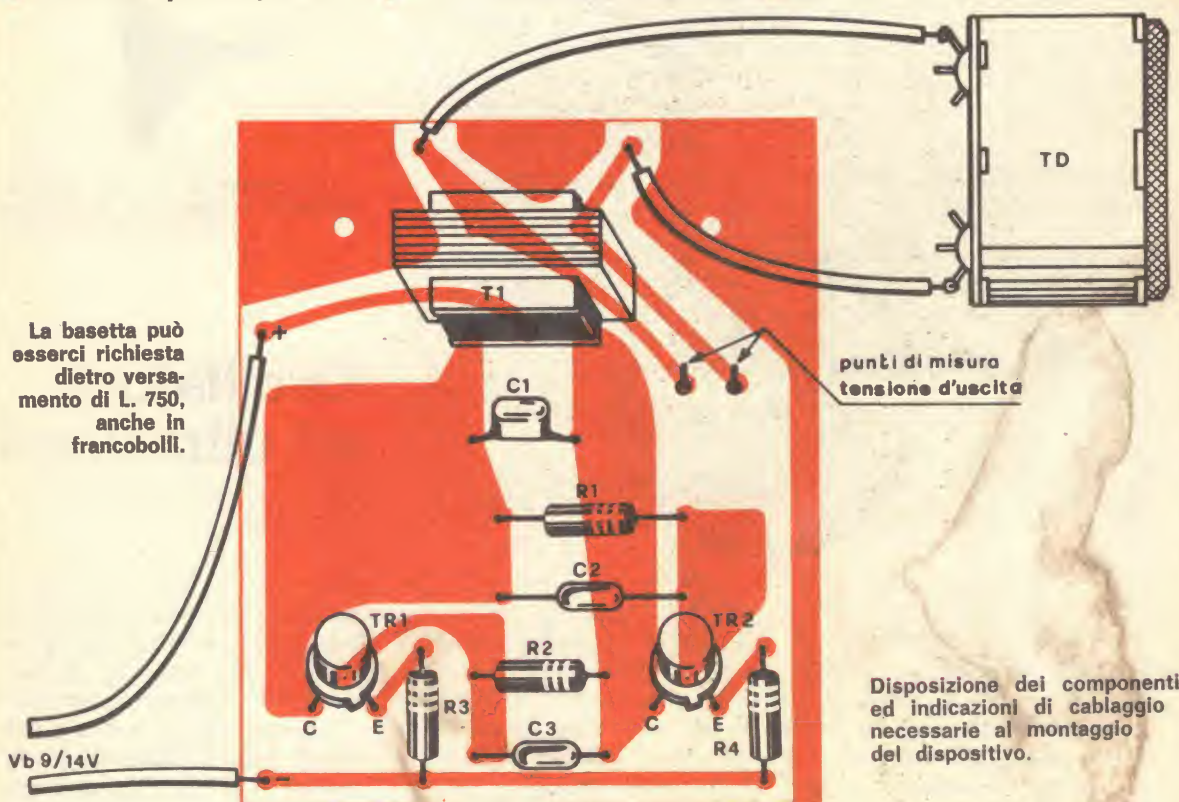 TD
T1
+
La basetta può
esserci richiesta
dietro versa-
mento di L. 750,
anche in
francobolli.
punti di misura
tensione d'uscita
C1
R1
C2
TR1
TR2
R2
R3
C E
C E
C3
R4
Disposizione dei componenti
ed indicazioni di cablaggio
necessarie al montaggio
del dispositivo.
Vb 9/14V
-